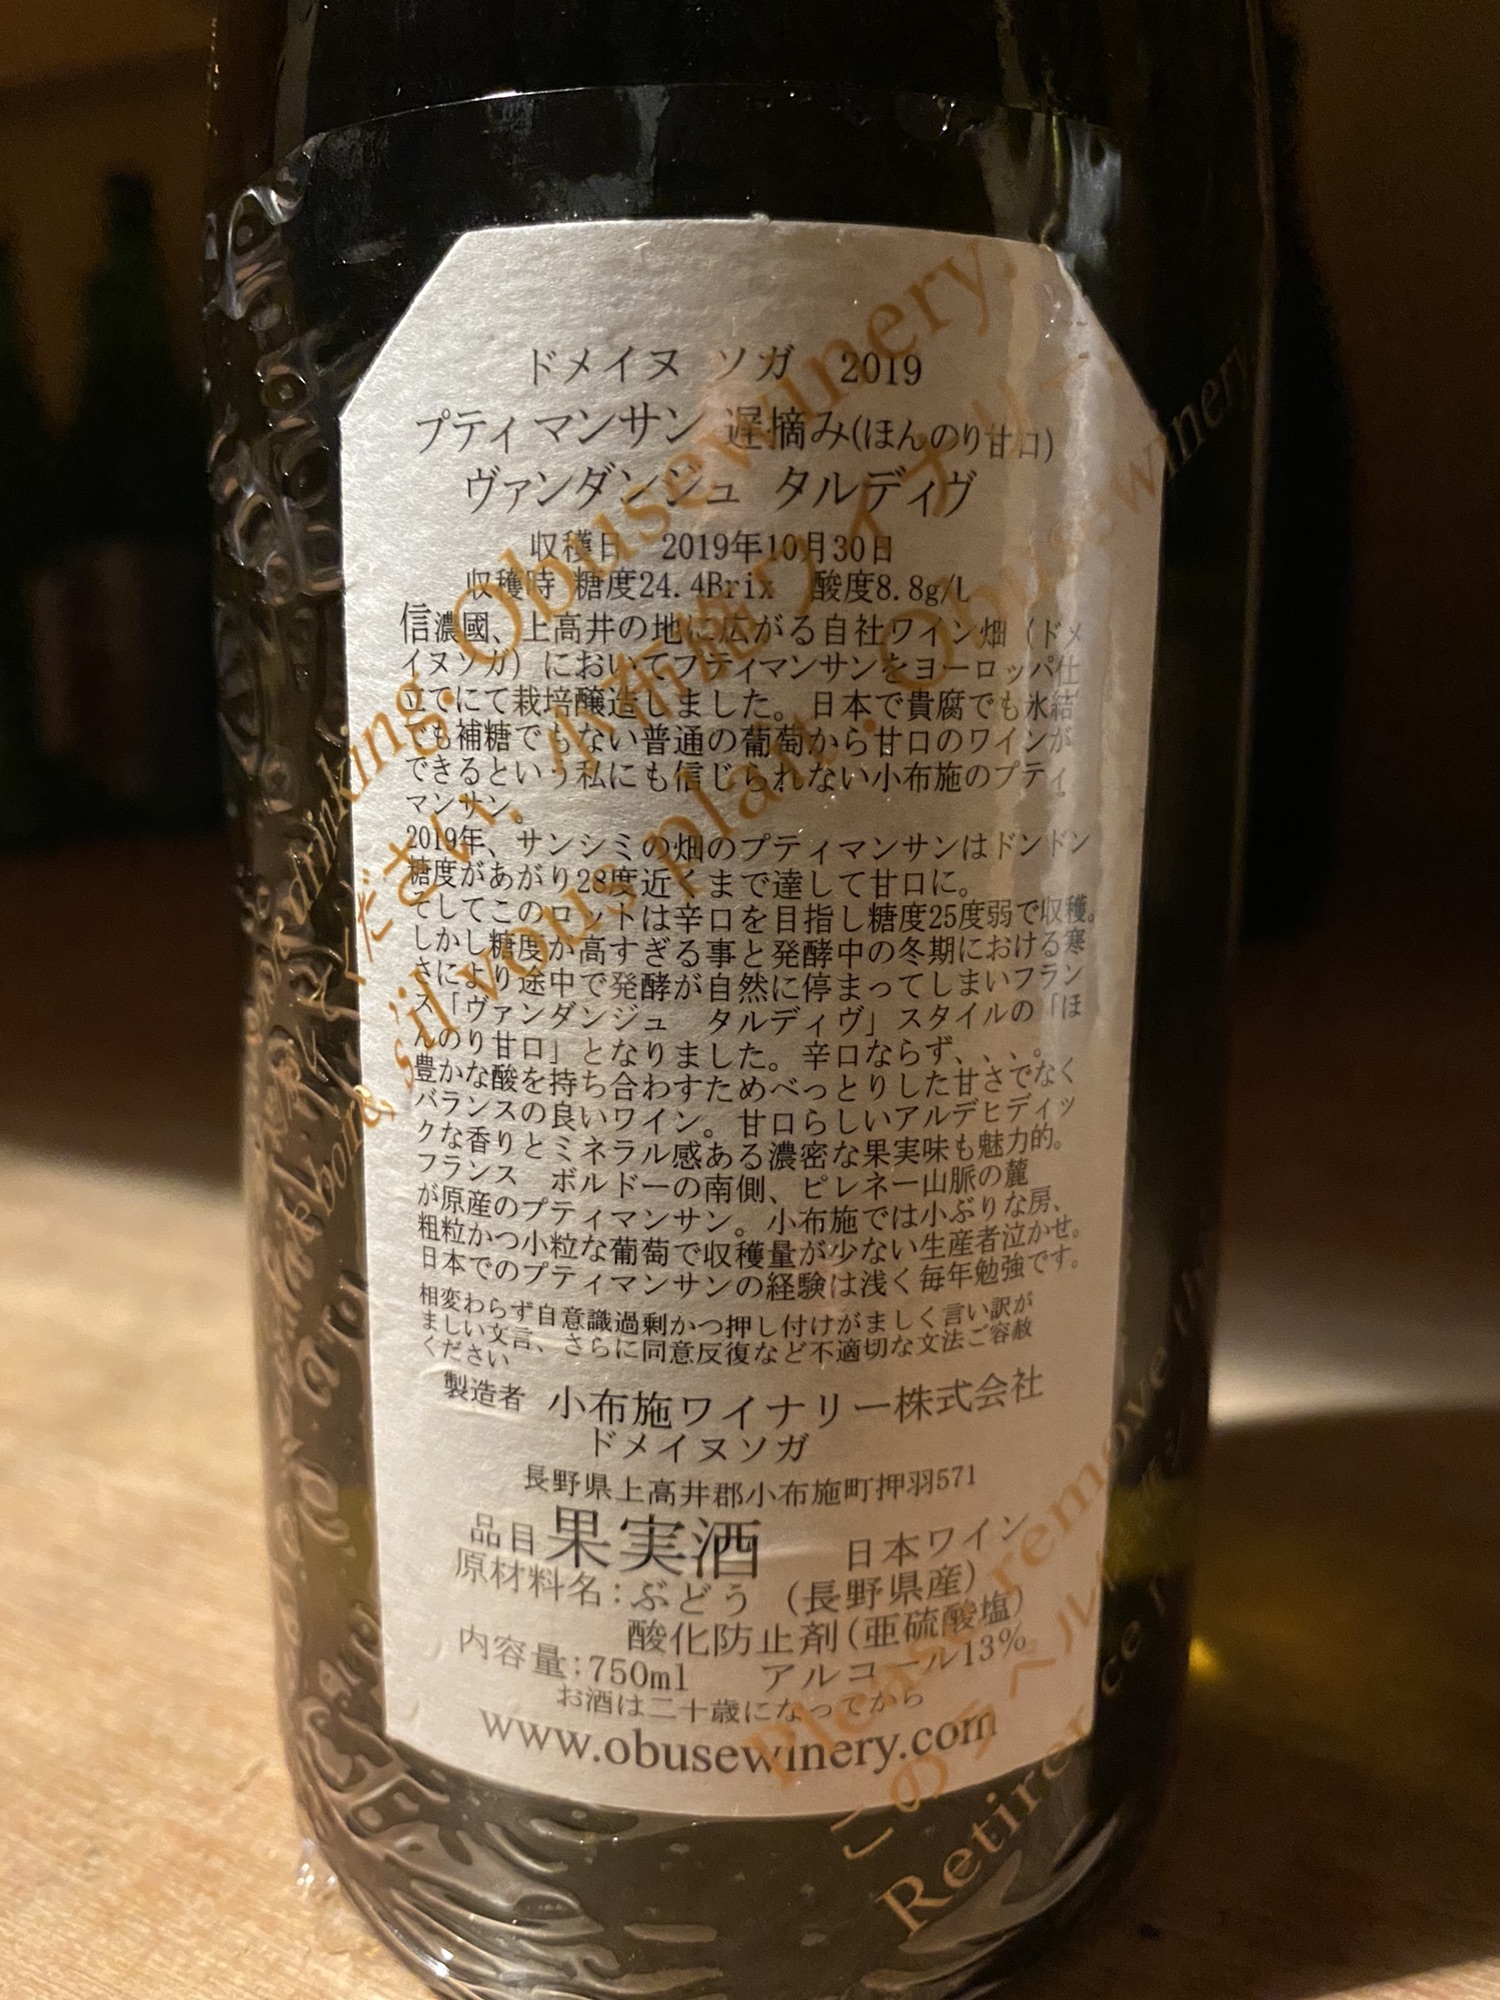 ドメイヌ ソガ 2019
プティ マンサン 遅摘み(ほんのり甘口)
ヴァンダンジュ タルディヴ
収穫日 2019年10月30日
収穫時 糖度24.4Brix 酸度8.8g/L
信濃國、上高井の地に広がる自社ワイン畑（ドメ
イヌソガ）においてプティマンサンをヨーロッパ仕
立てにて栽培醸造しました。日本で貴腐でも氷結
でも補糖でもない普通の葡萄から甘口のワインが
できるという私にも信じられない小布施のプティ
マンサン。
2019年、サンシミの畑のプティマンサンはドンドン
糖度があがり28度近くまで達して甘口に。
そしてこのロットは辛口を目指し糖度25度弱で収穫。
しかし糖度が高すぎる事と発酵中の冬期における寒
さにより途中で発酵が自然に停まってしまいフラン
ス「ヴァンダンジュ タルディヴ」スタイルの「ほ
んのり甘口」となりました。辛口ならず、、、。
豊かな酸を持ち合わすためべっとりした甘さでなく
バランスの良いワイン。甘口らしいアルデヒディッ
クな香りとミネラル感ある濃密な果実味も魅力的。
フランス ボルドーの南側、ピレネー山脈の麓
が原産のプティマンサン。小布施では小ぶりな房、
粗粒かつ小粒な葡萄で収穫量が少ない生産者泣かせ。
日本でのプティマンサンの経験は浅く毎年勉強です。
相変わらず自意識過剰かつ押し付けがましく言い訳が
ましい文言、さらに同意反復など不適切な文法ご容赦
ください
製造者 小布施ワイナリー株式会社
ドメイヌソガ
長野県上高井郡小布施町押羽571
品目 果実酒 日本ワイン
原材料名:ぶどう（長野県産）
酸化防止剤(亜硫酸塩)
内容量:750ml アルコール13%
お酒は二十歳になってから
www.obusewinery.com
drinking. Obusewinery.
ください. 小布施ワイナリー.
s'il vous plaît. Obusewinery.
Please remove
このラベル
Retirer ce